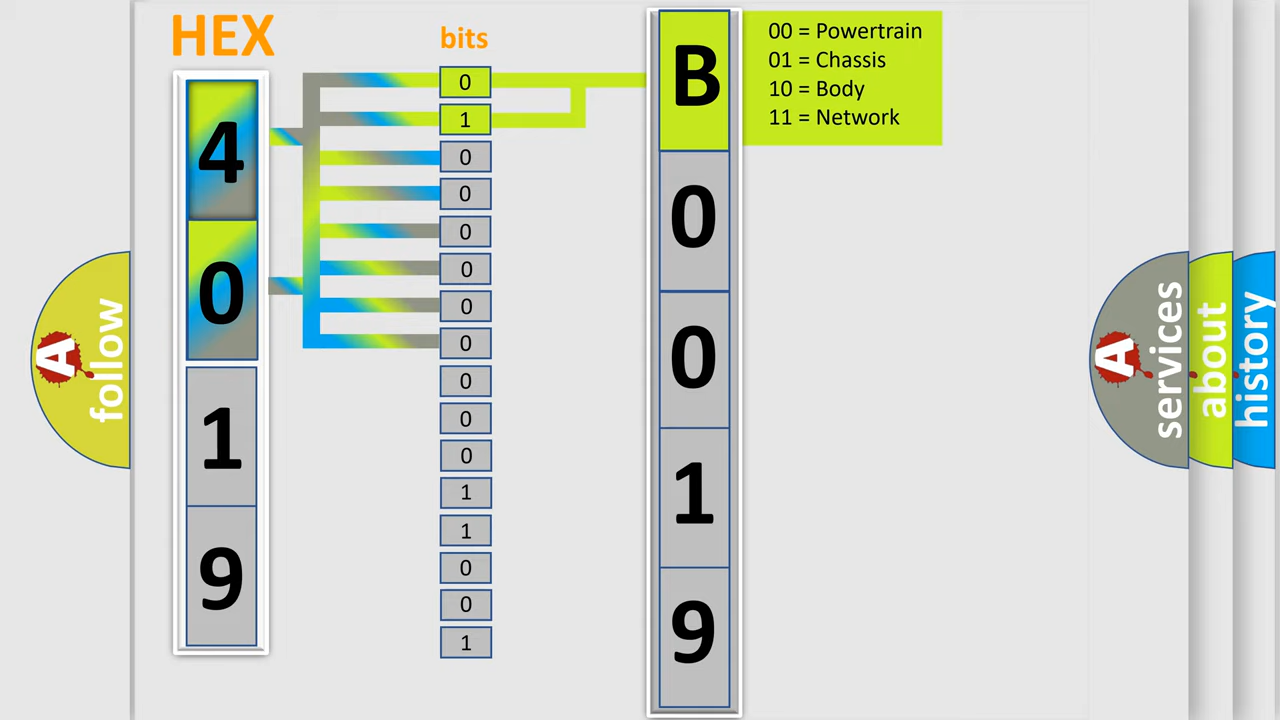 HEX
bits
4
0
1
9
0
1
0
0
0
0
0
0
0
0
0
1
1
0
0
1
B
0
0
1
9
00 = Powertrain
01 = Chassis
10 = Body
11 = Network
A
follow
A
services
about
history